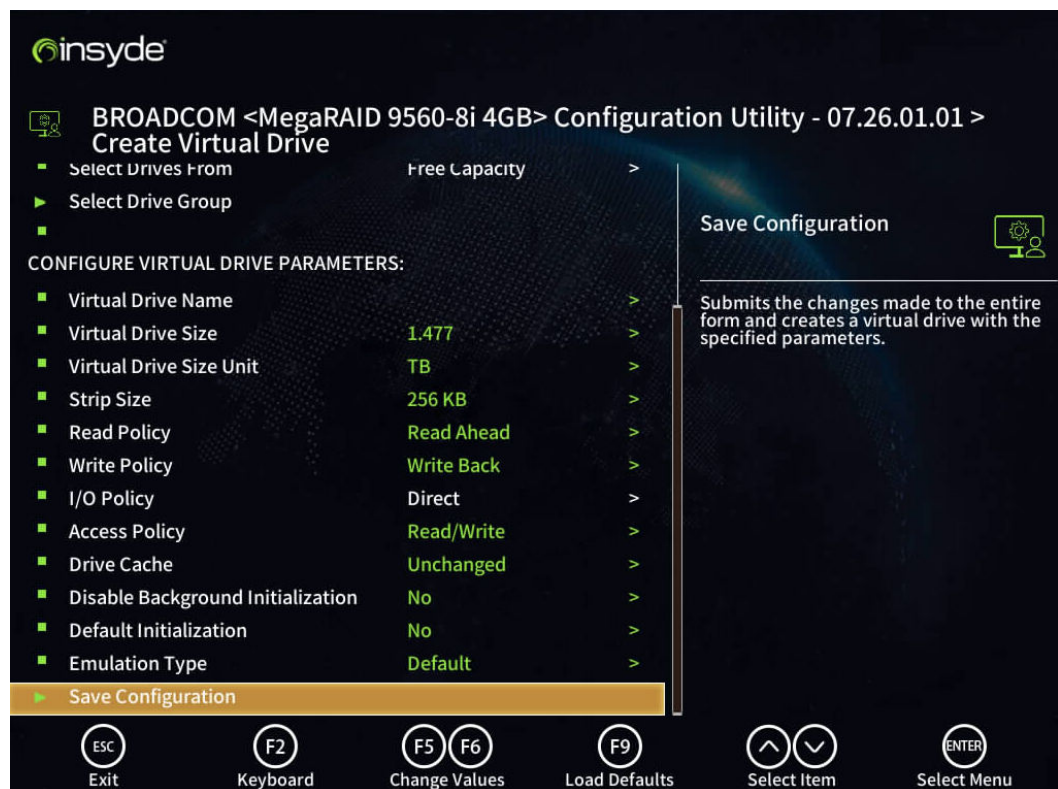 insyde
BROADCOM <MegaRAID 9560-8i 4GB> Configuration Utility - 07.26.01.01 >
Create Virtual Drive
Select Drives From Free Capacity >
Select Drive Group
CONFIGURE VIRTUAL DRIVE PARAMETERS:
Virtual Drive Name >
Virtual Drive Size 1.477 >
Virtual Drive Size Unit TB >
Strip Size 256 KB >
Read Policy Read Ahead >
Write Policy Write Back >
I/O Policy Direct >
Access Policy Read/Write >
Drive Cache Unchanged >
Disable Background Initialization No >
Default Initialization No >
Emulation Type Default >
Save Configuration
Save Configuration
Submits the changes made to the entire
form and creates a virtual drive with the
specified parameters.
ESC F2 F5 F6 F9 ENTER
Exit Keyboard Change Values Load Defaults Select Item Select Menu